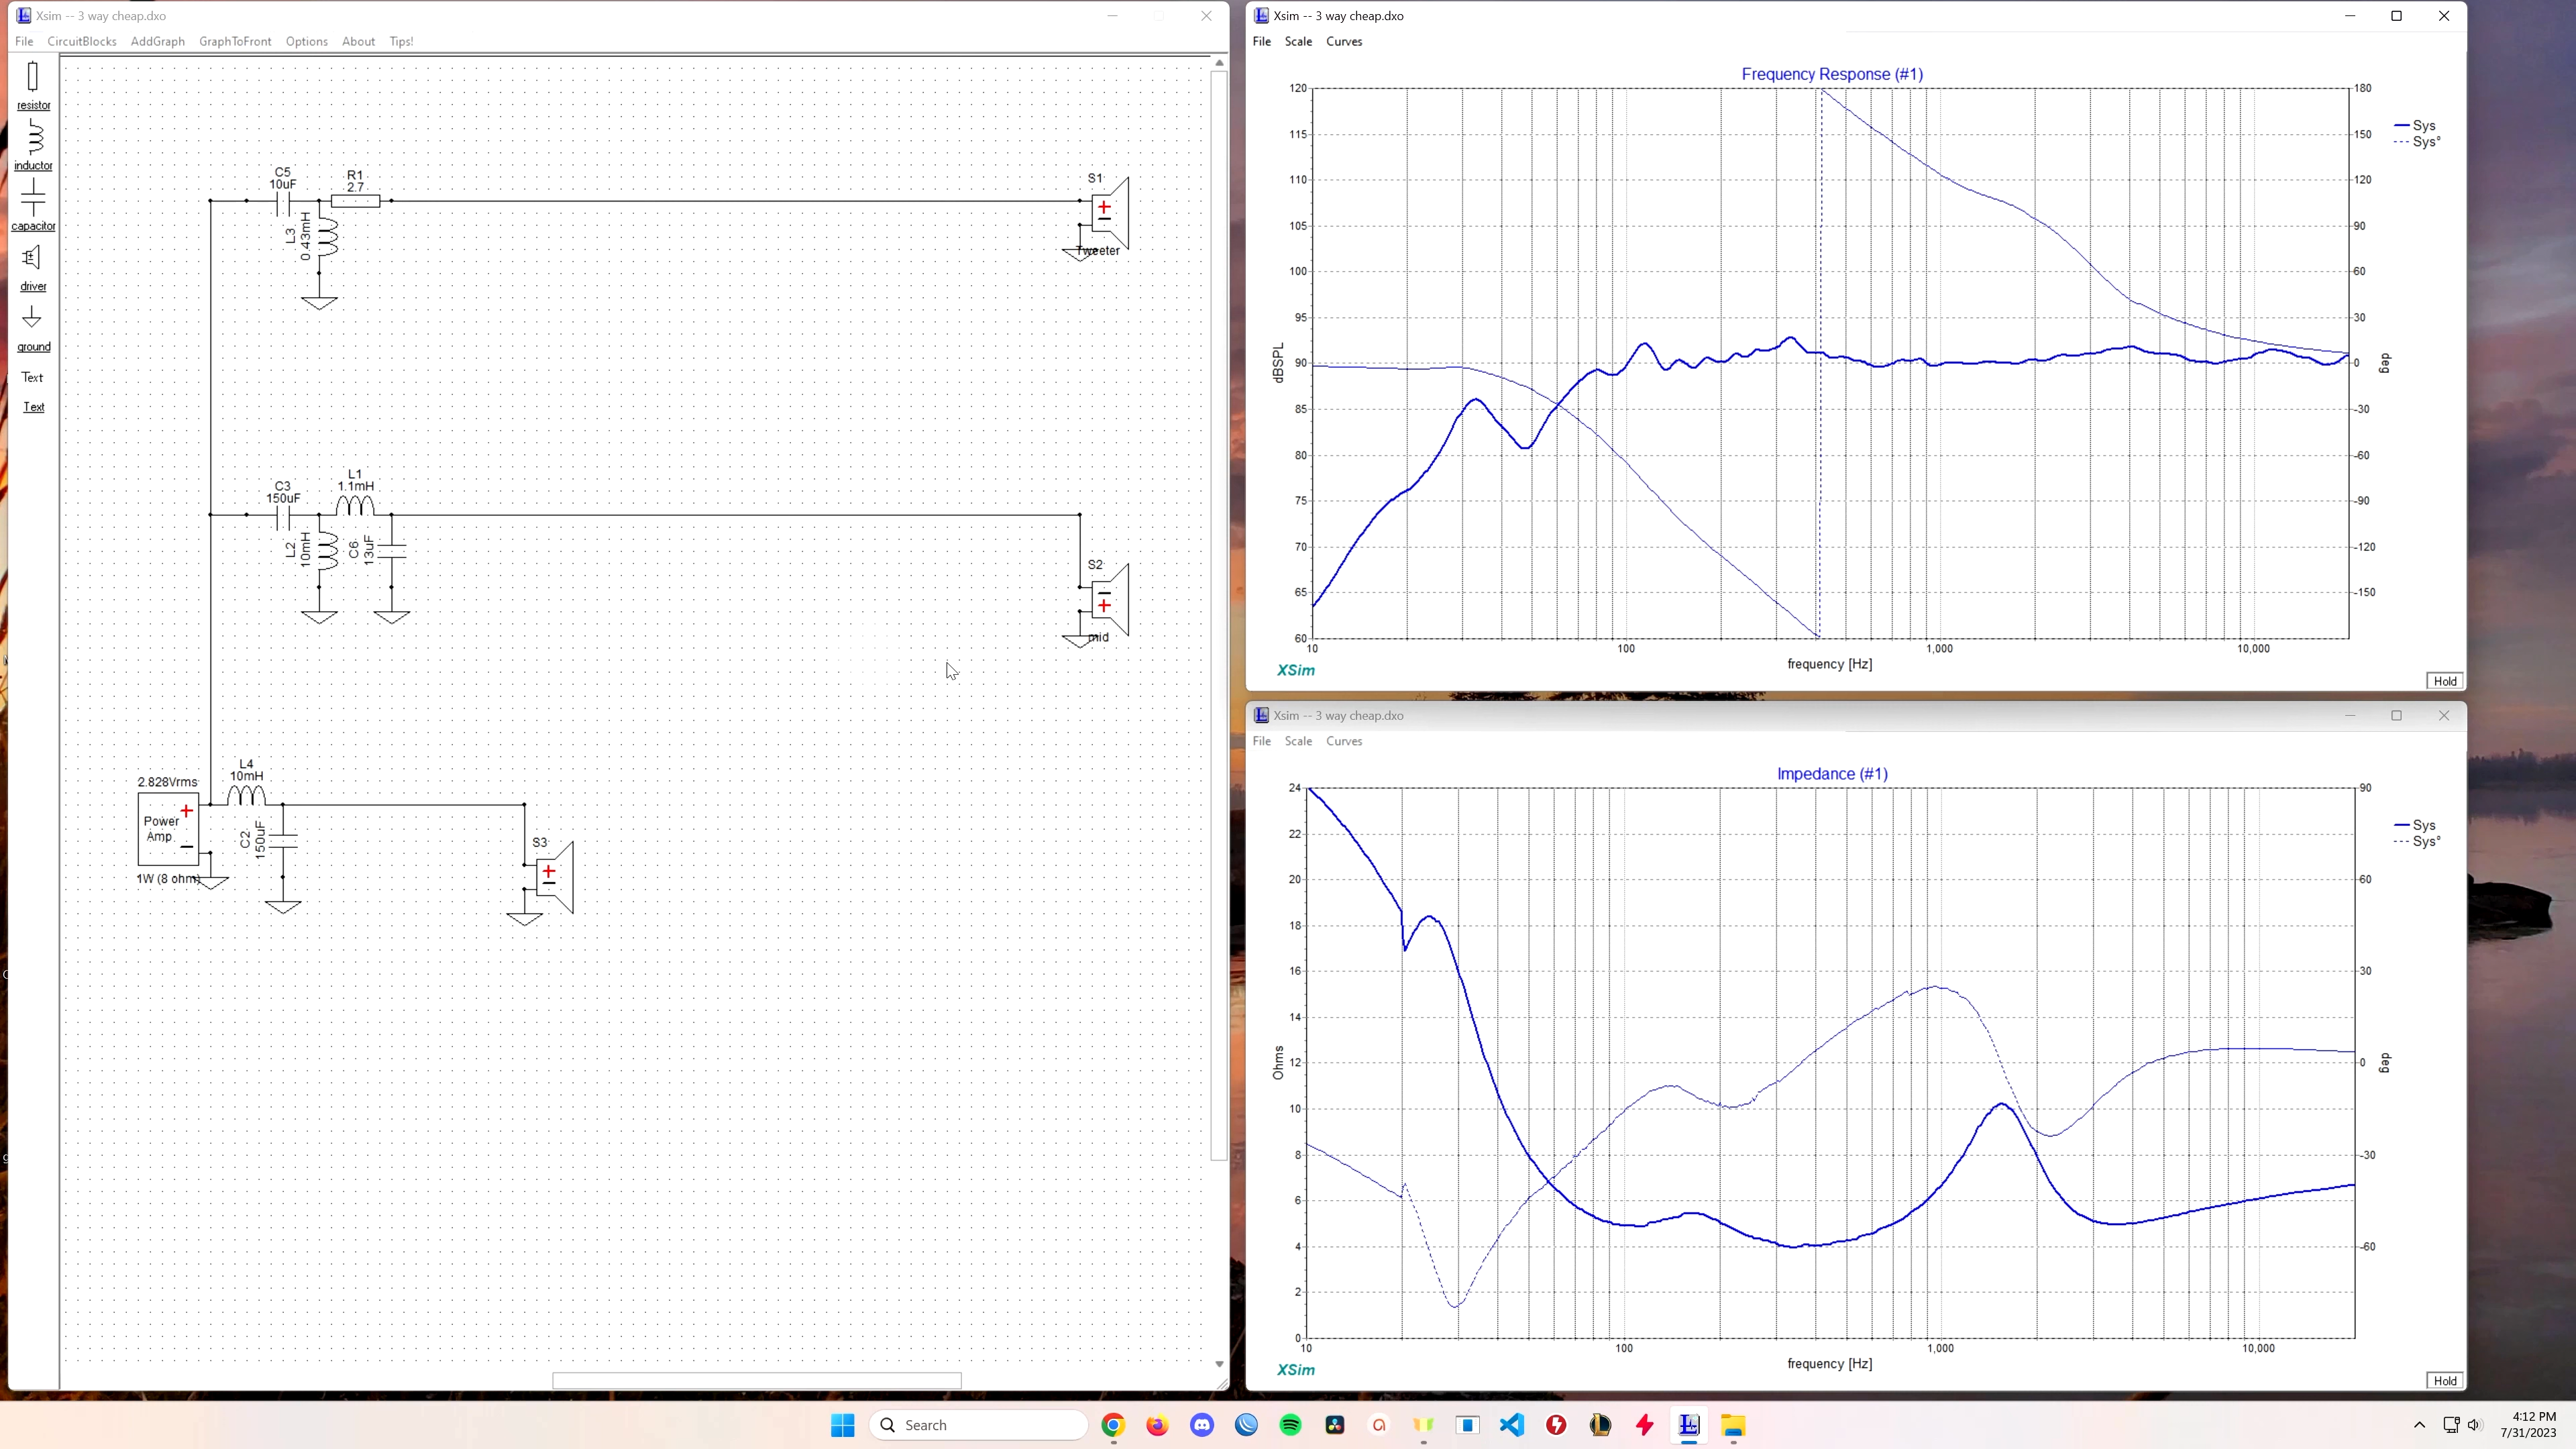 Xsim -- 3 way cheap.dxo
File CircuitBlocks AddGraph GraphToFront Options About Tips!
resistor
inductor
capacitor
driver
ground
Text
Text
C5
10uF
R1
2.7
L3
0.43mH
S1
+
−
Tweeter
C3
150uF
L1
1.1mH
L2
10mH
C6
13uF
S2
−
+
mid
L4
10mH
2.828Vrms
Power
Amp
+
−
1W (8 ohm)
C2
150uF
S3
+
−
Xsim -- 3 way cheap.dxo
File Scale Curves
Frequency Response (#1)
120
115
110
105
100
95
90
85
80
75
70
65
60
dBSPL
180
150
120
90
60
30
0
-30
-60
-90
-120
-150
deg
Sys
Sys°
10 100 1,000 10,000
frequency [Hz]
XSim
Hold
Xsim -- 3 way cheap.dxo
File Scale Curves
Impedance (#1)
24
22
20
18
16
14
12
10
8
6
4
2
0
Ohms
90
60
30
0
-30
-60
deg
Sys
Sys°
10 100 1,000 10,000
frequency [Hz]
XSim
Hold
Search
4:12 PM
7/31/2023